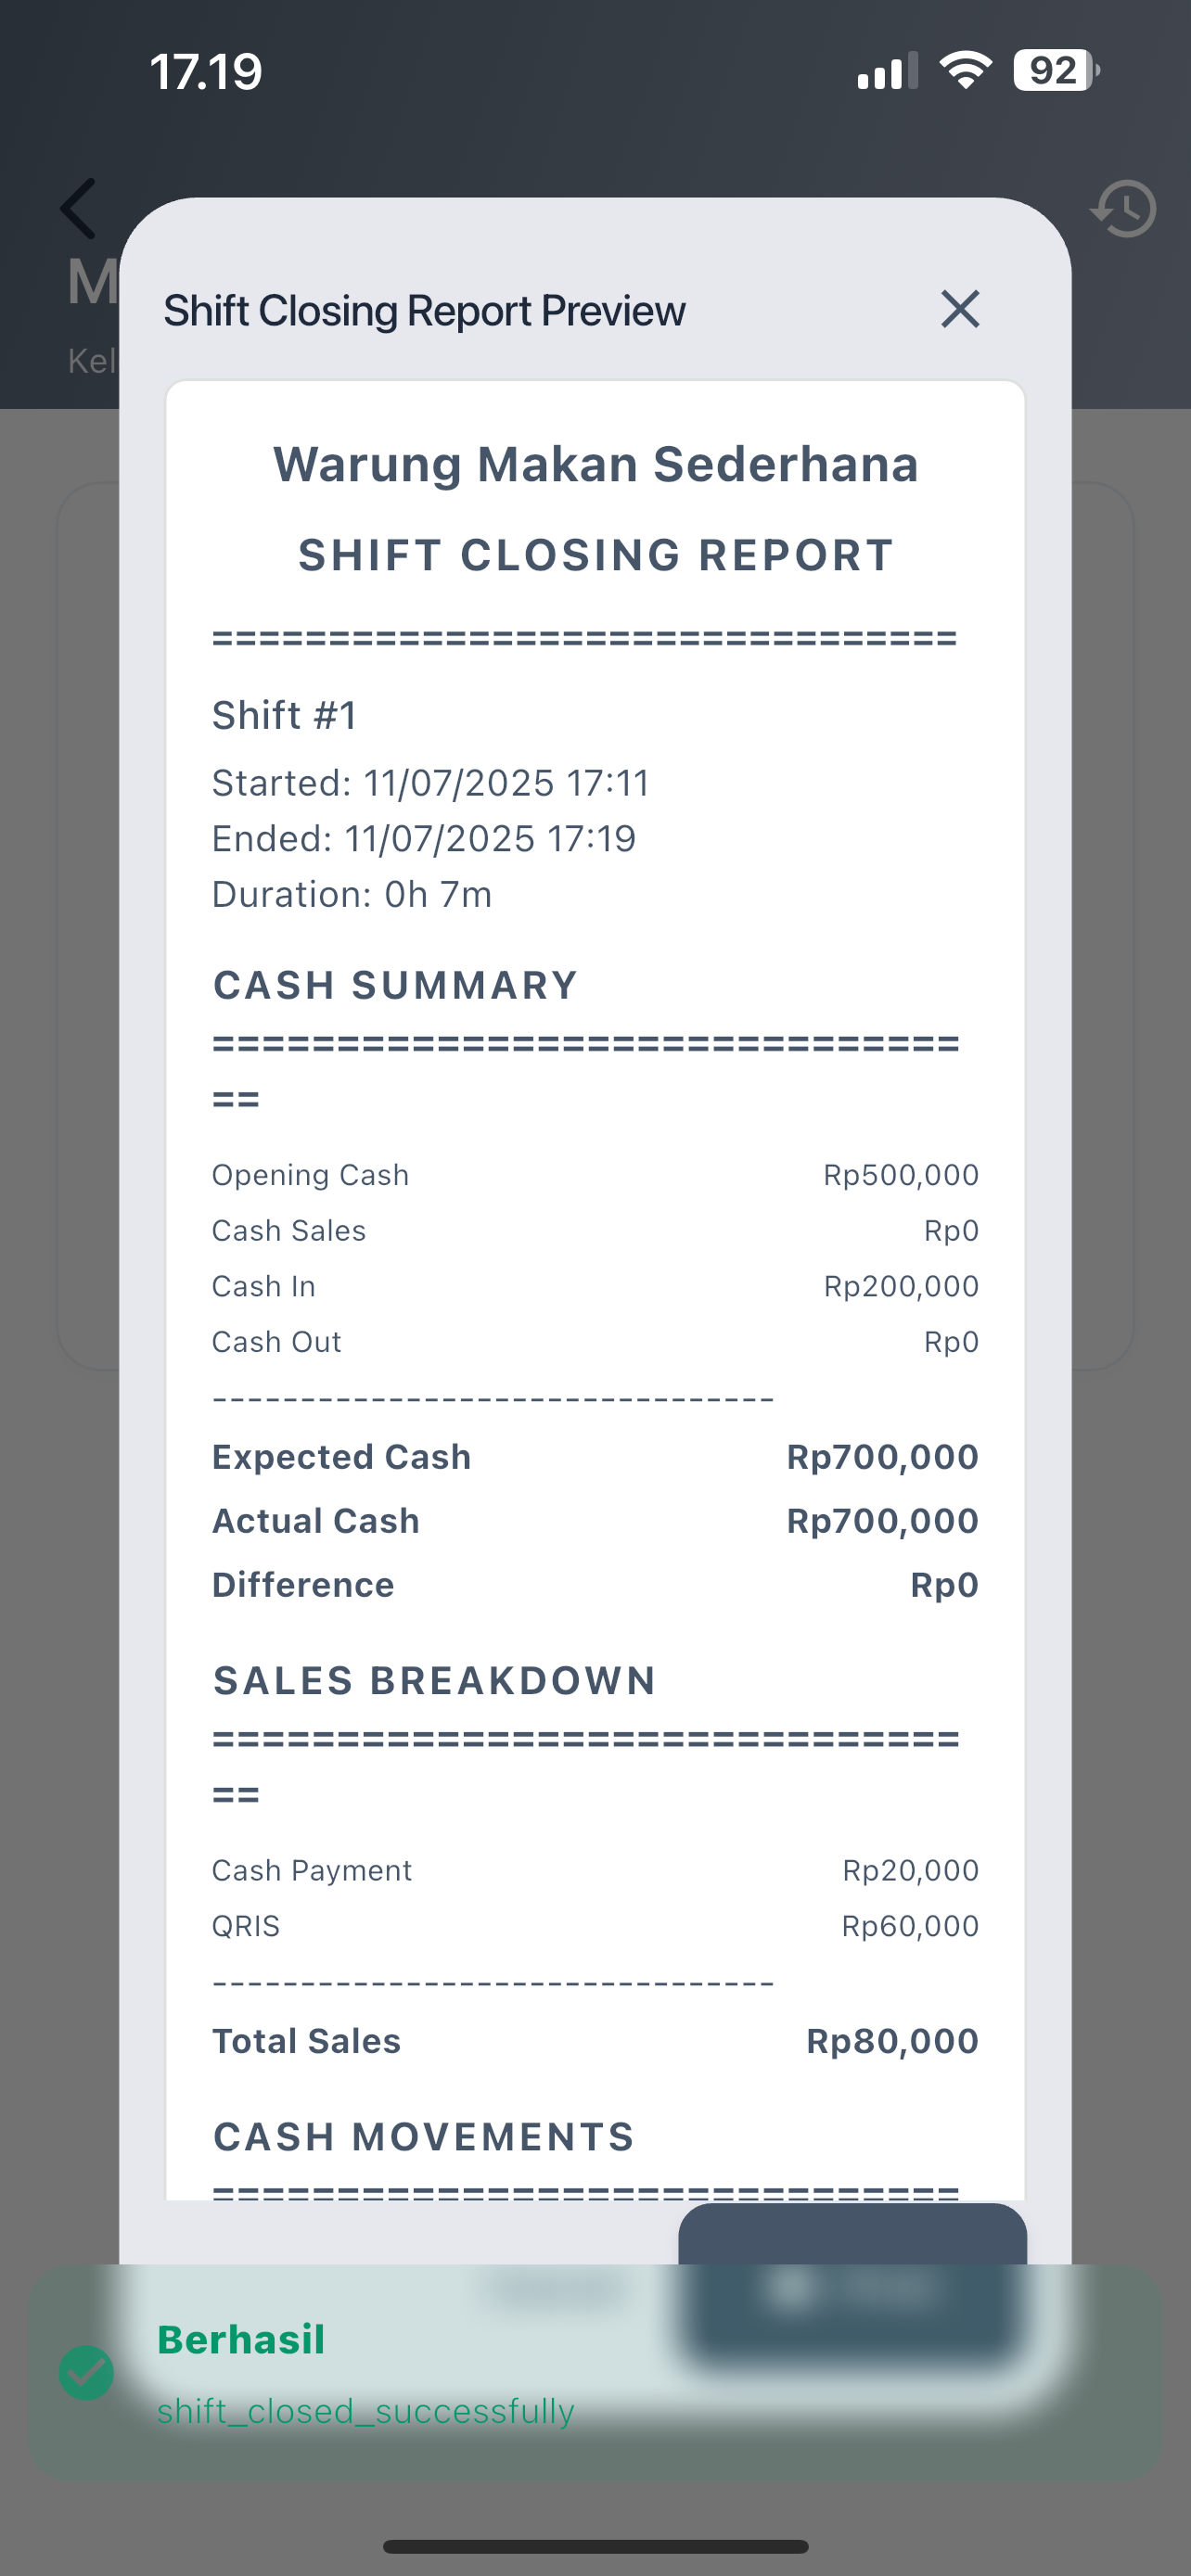 17.19
92
M
Kel
Shift Closing Report Preview
Warung Makan Sederhana
SHIFT CLOSING REPORT
================================
Shift #1
Started: 11/07/2025 17:11
Ended: 11/07/2025 17:19
Duration: 0h 7m
CASH SUMMARY
==============================
==
Opening Cash Rp500,000
Cash Sales Rp0
Cash In Rp200,000
Cash Out Rp0
--------------------------------
Expected Cash Rp700,000
Actual Cash Rp700,000
Difference Rp0
SALES BREAKDOWN
==============================
==
Cash Payment Rp20,000
QRIS Rp60,000
--------------------------------
Total Sales Rp80,000
CASH MOVEMENTS
==============================
Berhasil
shift_closed_successfully